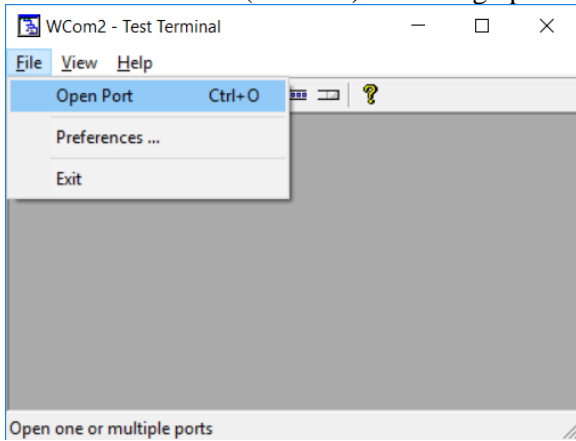 WCom2 - Test Terminal
File View Help
Open Port Ctrl+O
Preferences ...
Exit
Open one or multiple ports